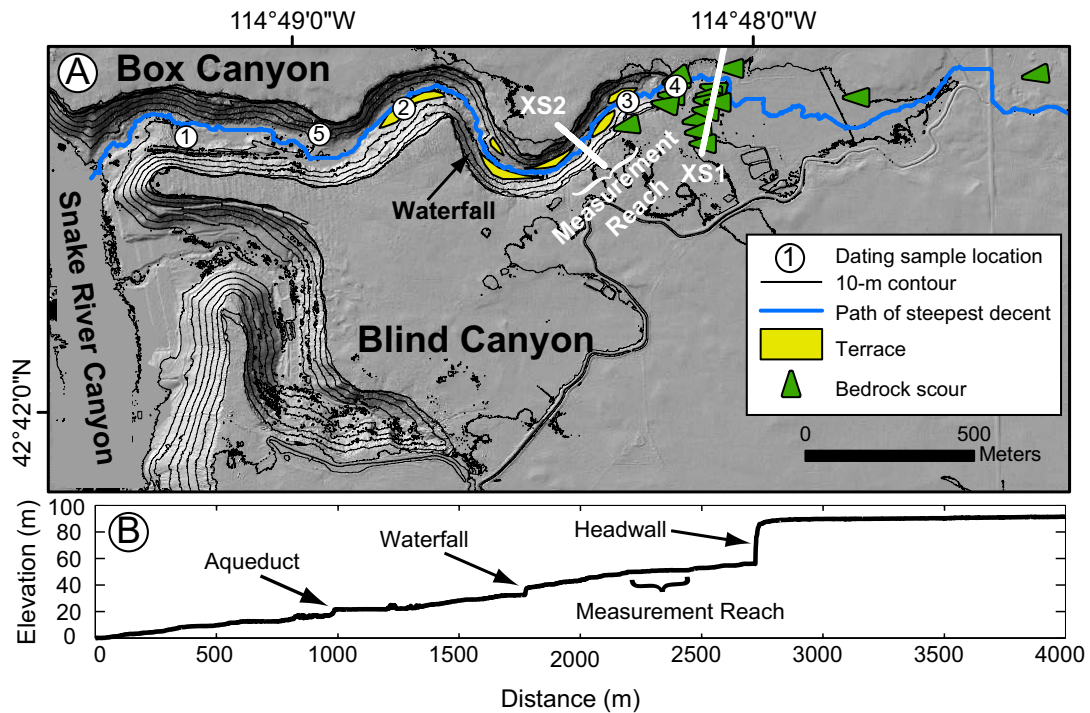 114°49'0"W
114°48'0"W
A
Box Canyon
1
5
2
3
4
XS2
XS1
Waterfall
Measurement
Reach
Snake River Canyon
Blind Canyon
42°42'0"N
1 Dating sample location
10-m contour
Path of steepest decent
Terrace
Bedrock scour
0 500
Meters
B
Elevation (m)
100
80
60
40
20
0
Aqueduct
Waterfall
Headwall
Measurement Reach
0 500 1000 1500 2000 2500 3000 3500 4000
Distance (m)